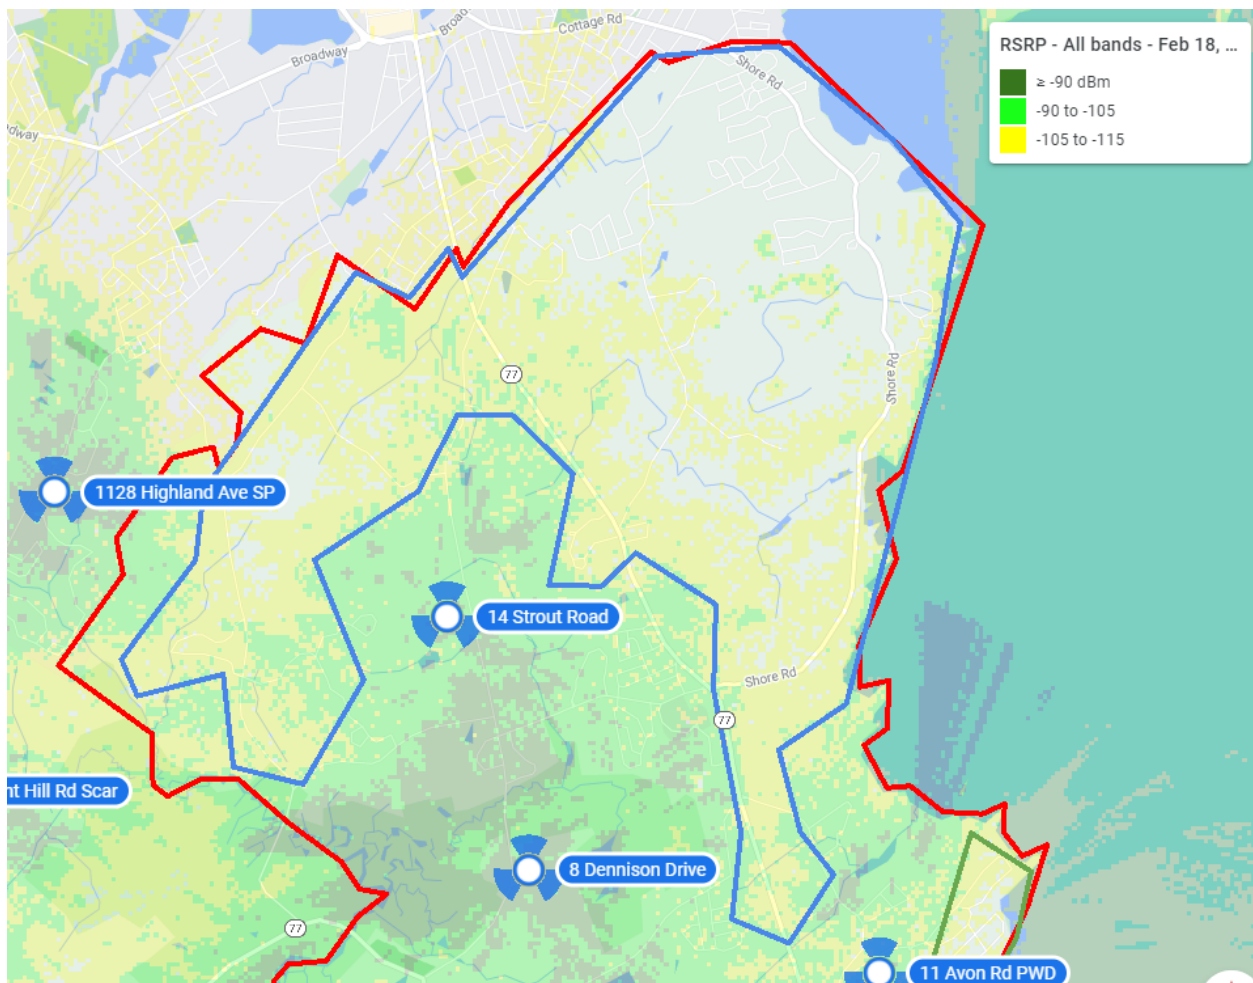 Cottage Rd
Broadway
Shore Rd
RSRP - All bands - Feb 18, ...
≥ -90 dBm
-90 to -105
-105 to -115
77
Shore Rd
1128 Highland Ave SP
14 Strout Road
Shore Rd
77
nt Hill Rd Scar
8 Dennison Drive
77
11 Avon Rd PWD